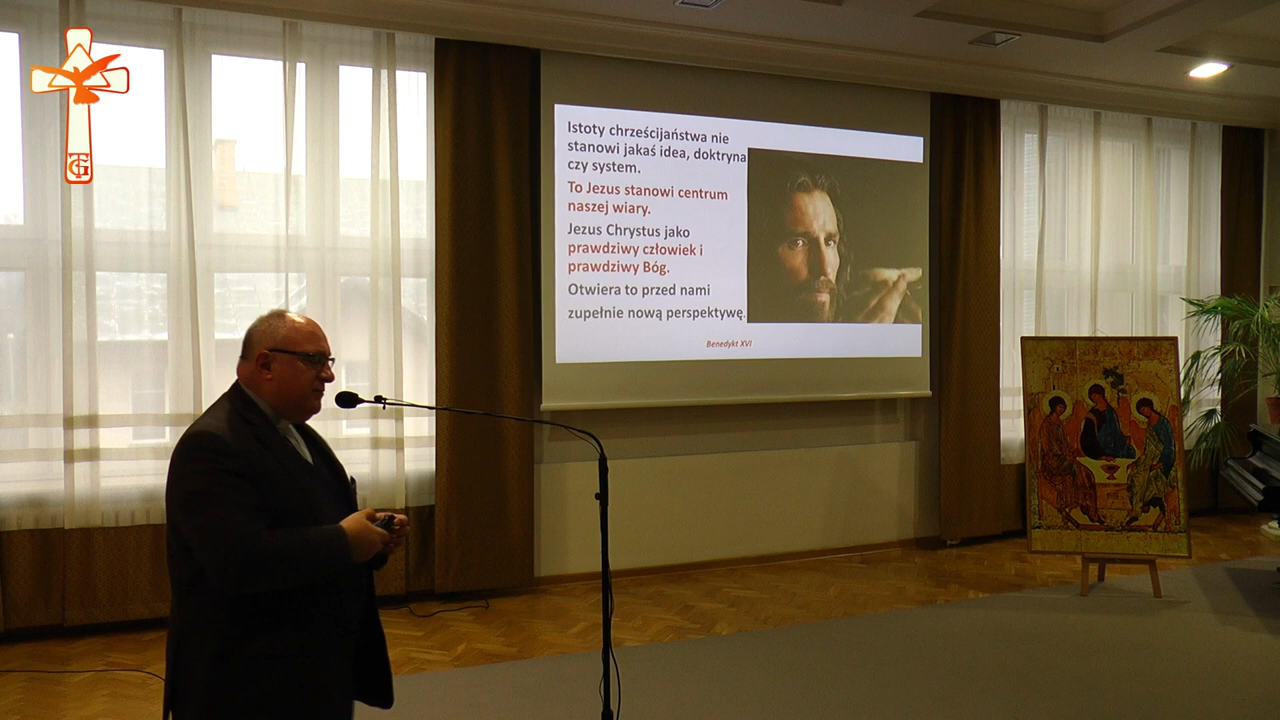 Istoty chrześcijaństwa nie
stanowi jakaś idea, doktryna
czy system.
To Jezus stanowi centrum
naszej wiary.
Jezus Chrystus jako
prawdziwy człowiek i
prawdziwy Bóg.
Otwiera to przed nami
zupełnie nową perspektywę.
Benedykt XVI